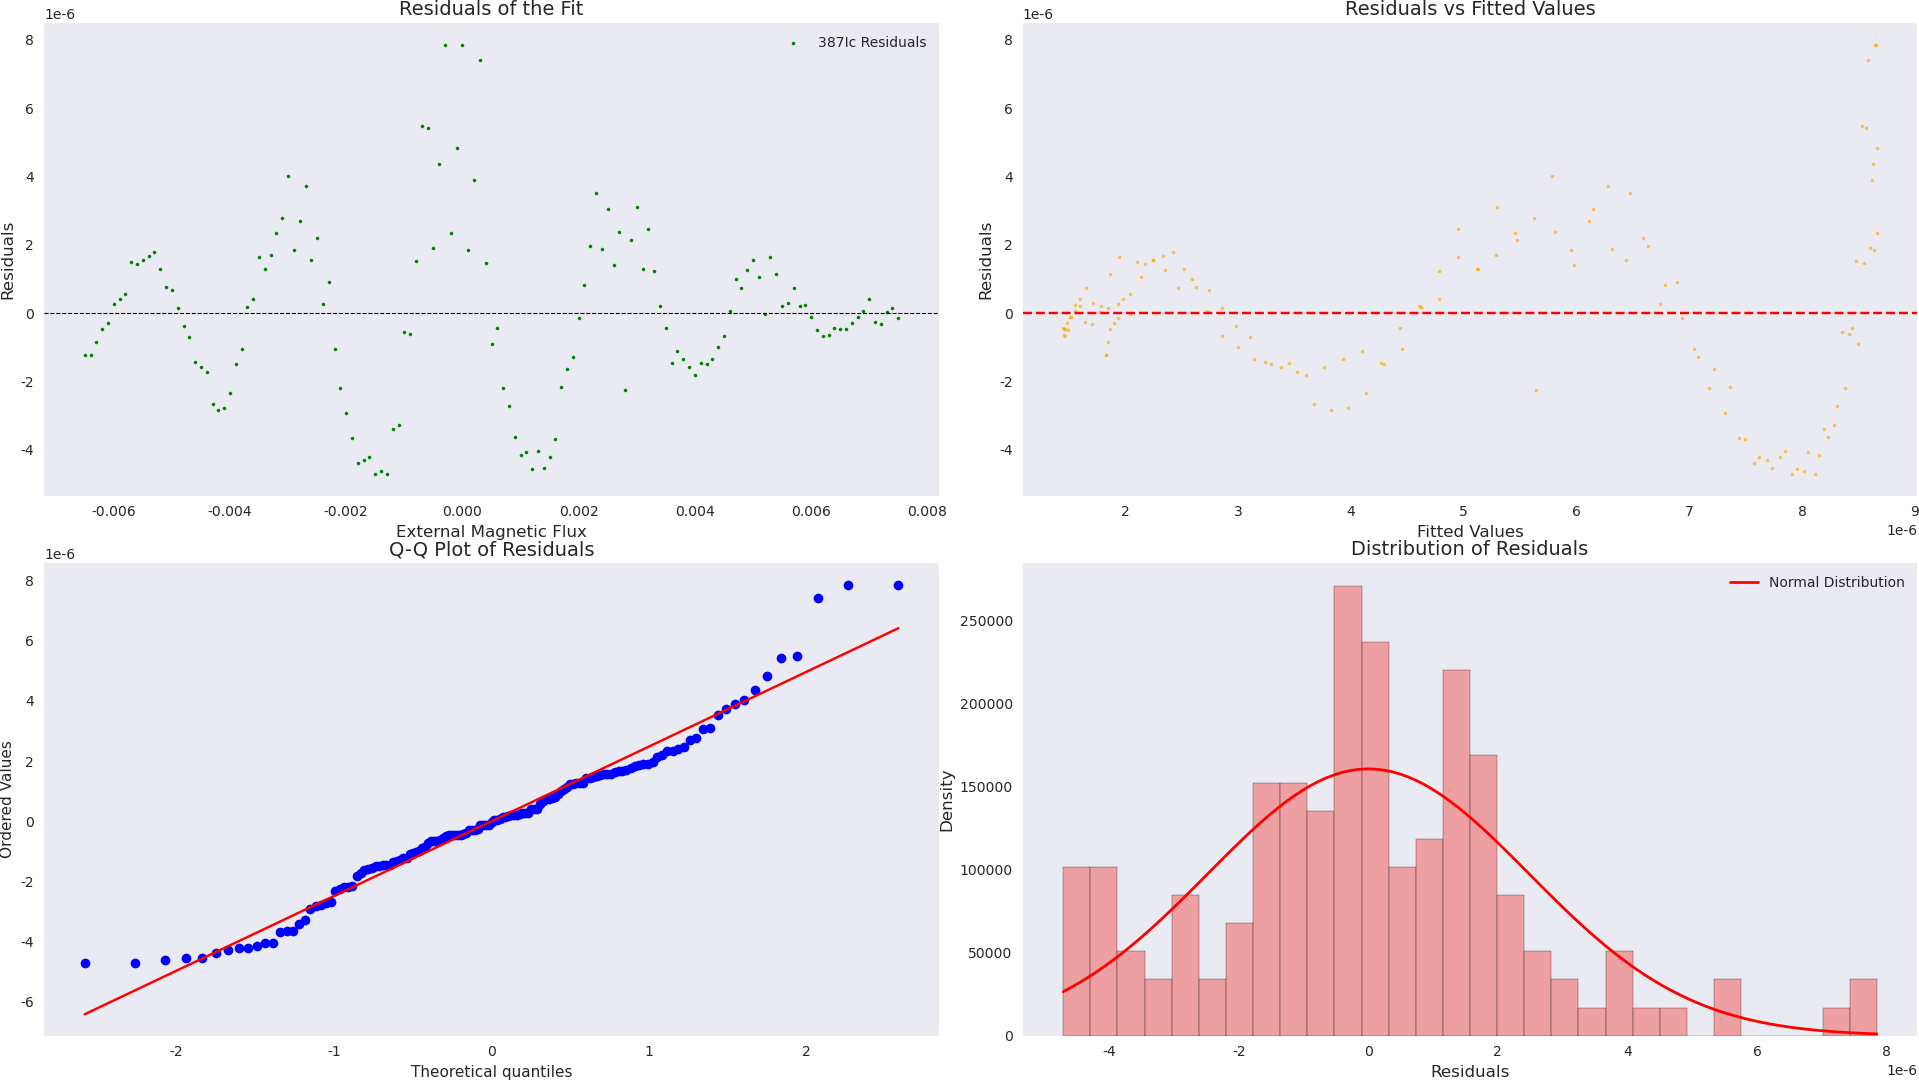 Residuals of the Fit
1e-6
387Ic Residuals
8
6
4
2
0
-2
-4
Residuals
-0.006 -0.004 -0.002 0.000 0.002 0.004 0.006 0.008
External Magnetic Flux
Residuals vs Fitted Values
1e-6
8
6
4
2
0
-2
-4
Residuals
2 3 4 5 6 7 8 9
1e-6
Fitted Values
Q-Q Plot of Residuals
1e-6
8
6
4
2
0
-2
-4
-6
Ordered Values
-2 -1 0 1 2
Theoretical quantiles
Distribution of Residuals
Normal Distribution
250000
200000
150000
100000
50000
0
Density
-4 -2 0 2 4 6 8
1e-6
Residuals